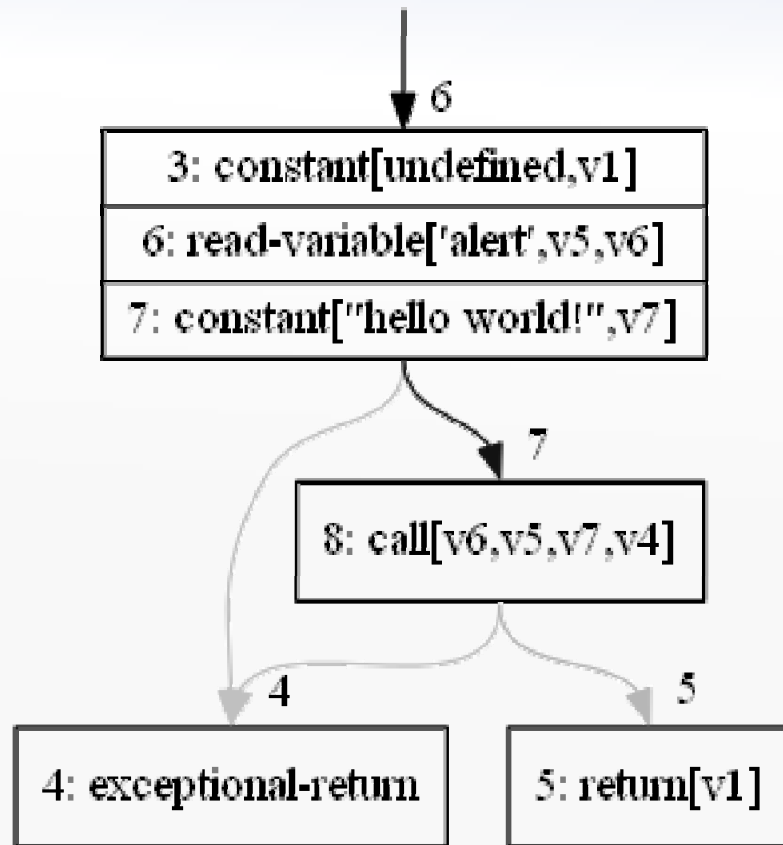 6
3: constant[undefined,v1]
6: read-variable['alert',v5,v6]
7: constant["hello world!",v7]
7
8: call[v6,v5,v7,v4]
4
5
4: exceptional-return
5: return[v1]